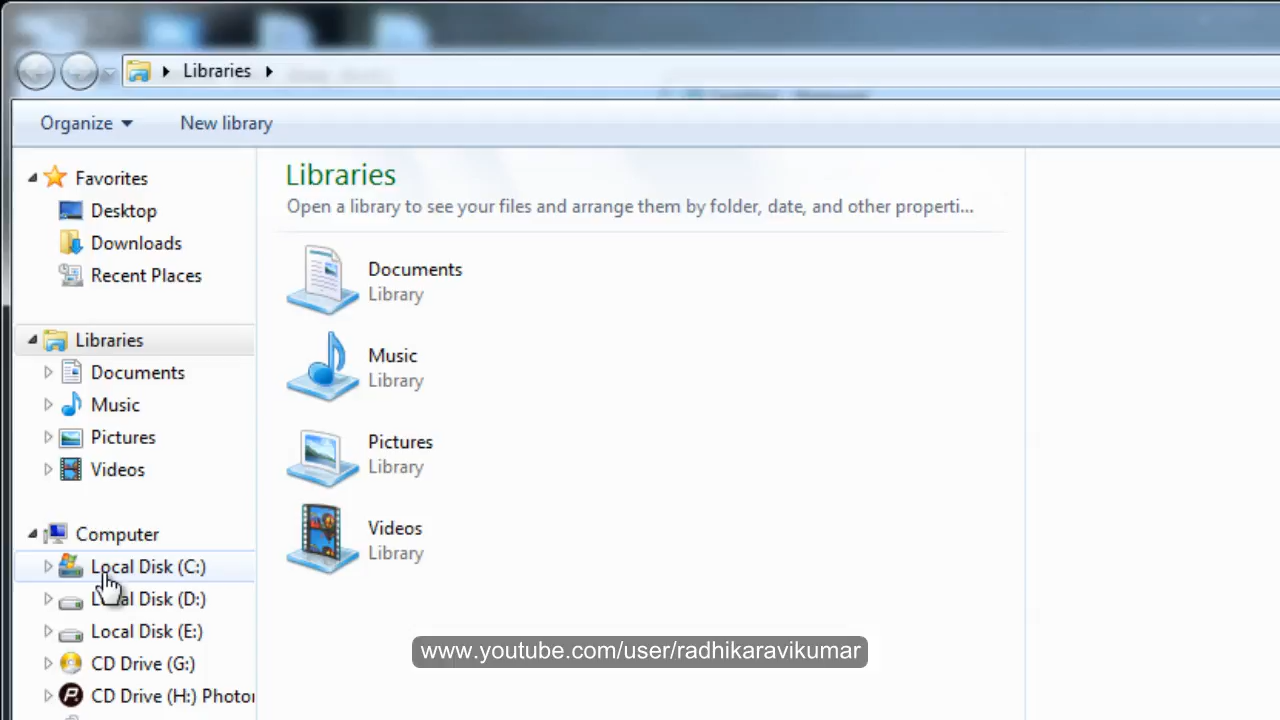 Libraries
Organize
New library
Favorites
Desktop
Downloads
Recent Places
Libraries
Documents
Music
Pictures
Videos
Computer
Local Disk (C:)
Local Disk (D:)
Local Disk (E:)
CD Drive (G:)
CD Drive (H:) Photo
Libraries
Open a library to see your files and arrange them by folder, date, and other properti...
Documents
Library
Music
Library
Pictures
Library
Videos
Library
www.youtube.com/user/radhikaravikumar